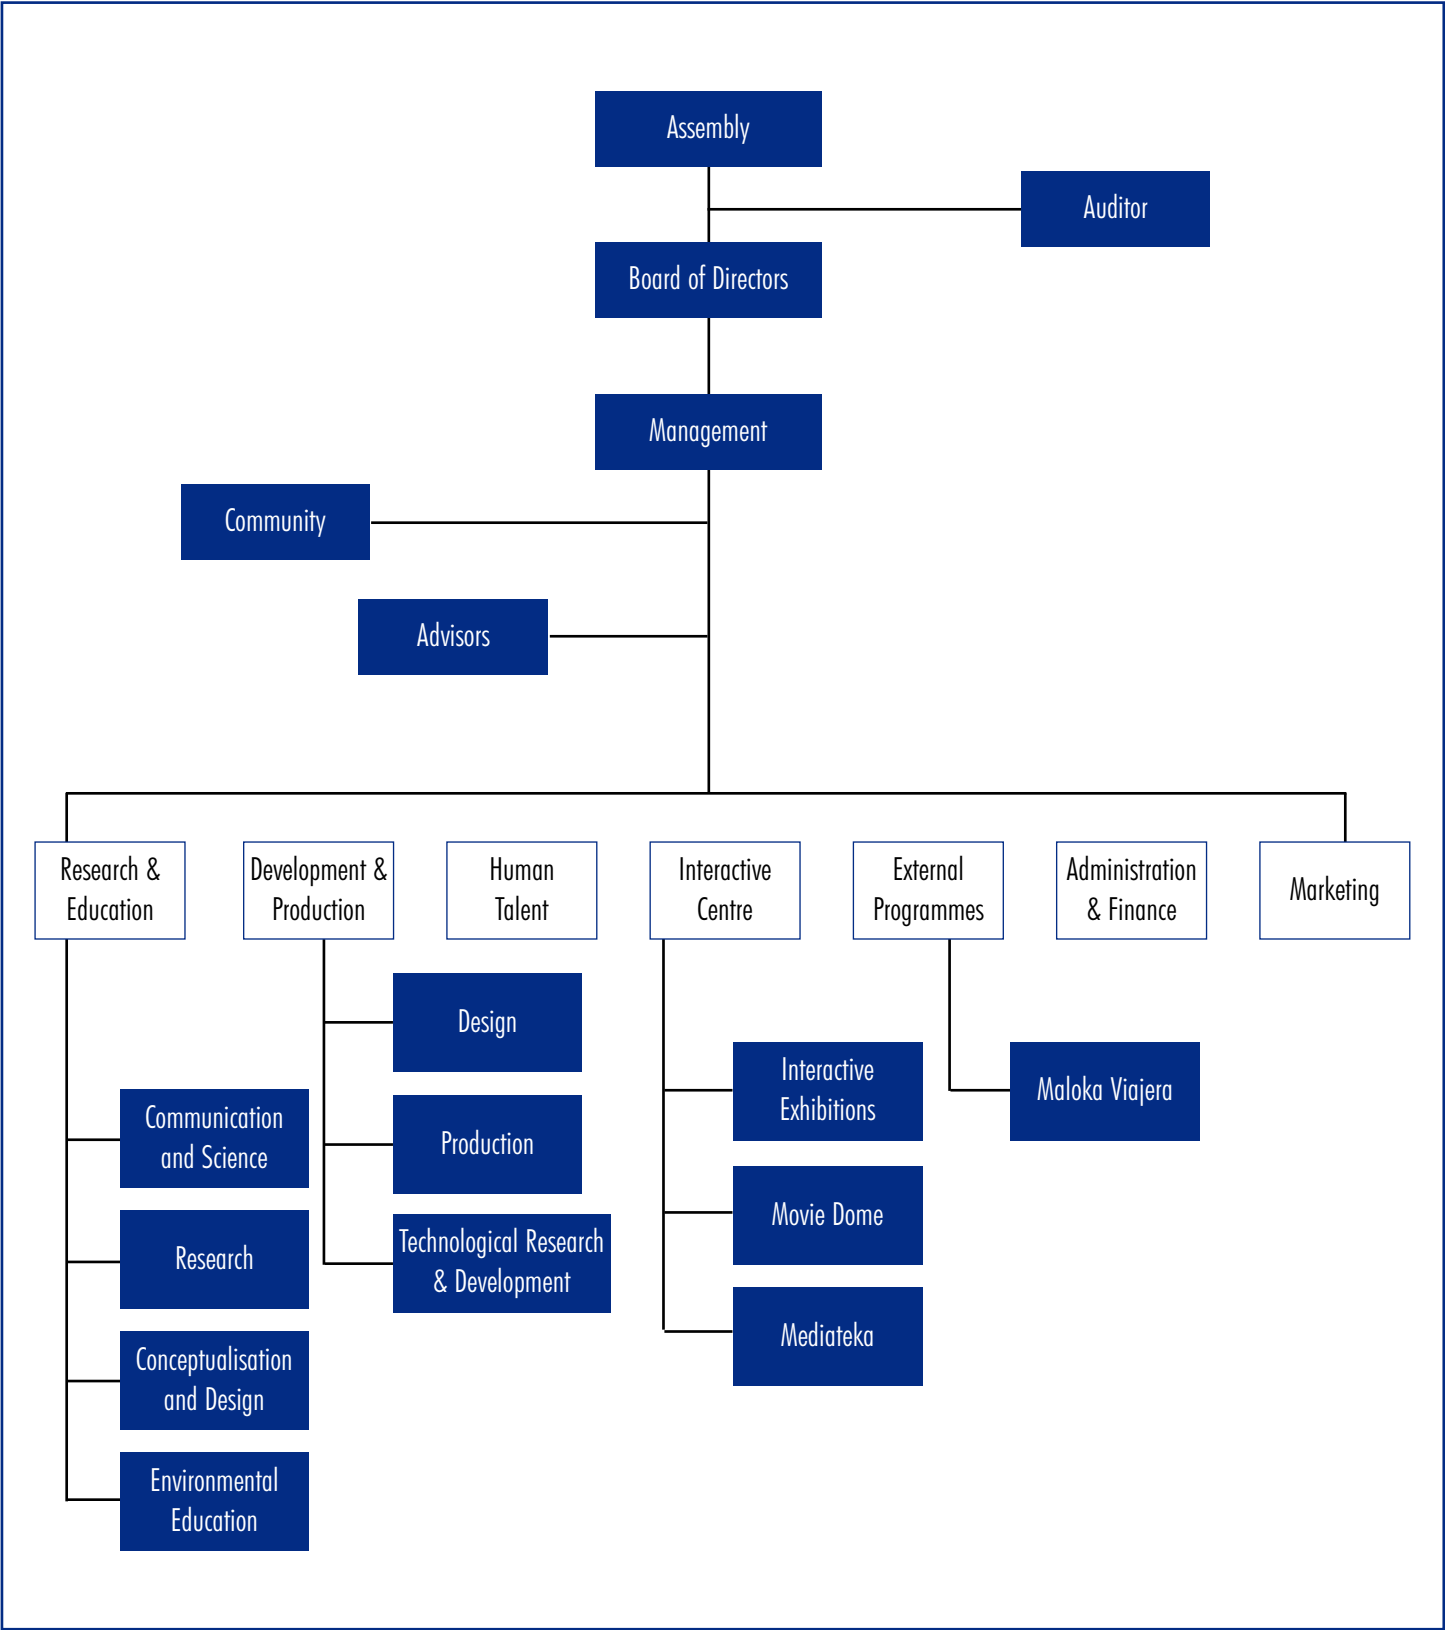 Assembly
Auditor
Board of Directors
Management
Community
Advisors
Research &
Education
Development &
Production
Human
Talent
Interactive
Centre
External
Programmes
Administration
& Finance
Marketing
Communication
and Science
Research
Conceptualisation
and Design
Environmental
Education
Design
Production
Technological Research
& Development
Interactive
Exhibitions
Movie Dome
Mediateka
Maloka Viajera